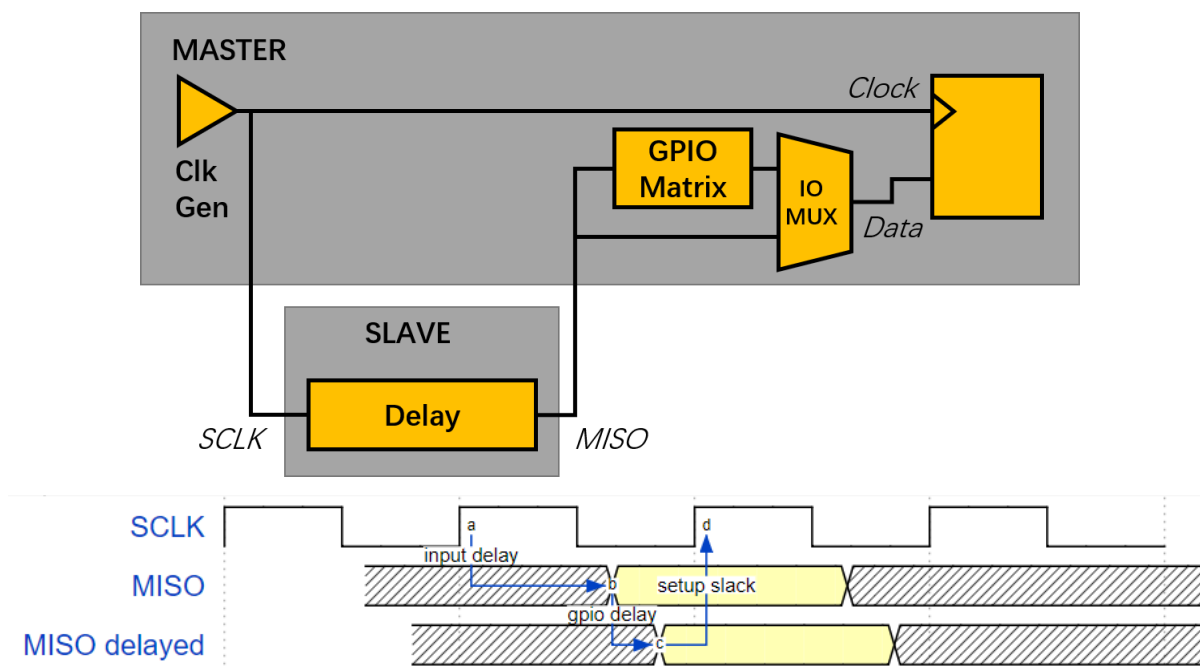 MASTER
Clock
Clk
Gen
GPIO
Matrix
IO
MUX
Data
SLAVE
Delay
SCLK
MISO
SCLK
a
d
input delay
MISO
b
setup slack
gpio delay
MISO delayed
c